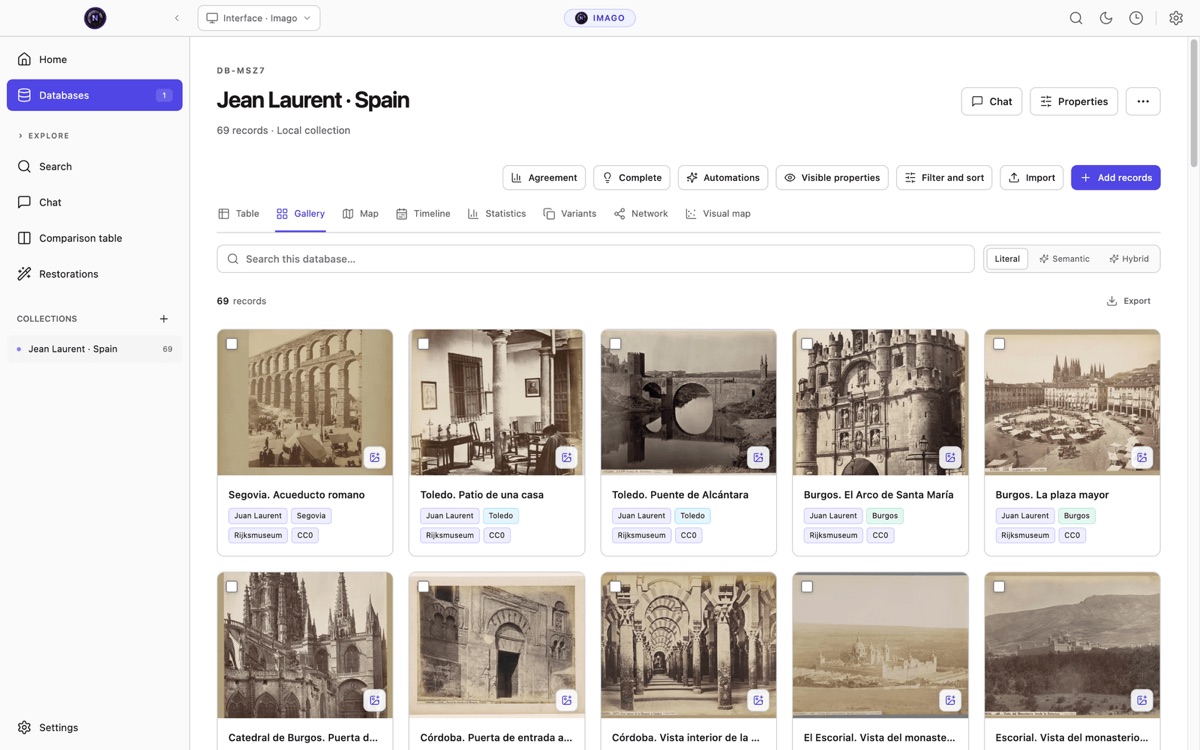 Interface · Imago
IMAGO
Home
Databases 1
EXPLORE
Search
Chat
Comparison table
Restorations
COLLECTIONS
Jean Laurent · Spain 69
Settings
DB-MSZ7
Jean Laurent · Spain
69 records · Local collection
Chat
Properties
Agreement
Complete
Automations
Visible properties
Filter and sort
Import
Add records
Table
Gallery
Map
Timeline
Statistics
Variants
Network
Visual map
Search this database...
Literal
Semantic
Hybrid
69 records
Export
Segovia. Acueducto romano
Juan Laurent Segovia
Rijksmuseum CC0
Toledo. Patio de una casa
Juan Laurent Toledo
Rijksmuseum CC0
Toledo. Puente de Alcántara
Juan Laurent Toledo
Rijksmuseum CC0
Burgos. El Arco de Santa María
Juan Laurent Burgos
Rijksmuseum CC0
Burgos. La plaza mayor
Juan Laurent Burgos
Rijksmuseum CC0
Catedral de Burgos. Puerta d...
Córdoba. Puerta de entrada a...
Córdoba. Vista interior de la ...
El Escorial. Vista del monaste...
Escorial. Vista del monasterio...